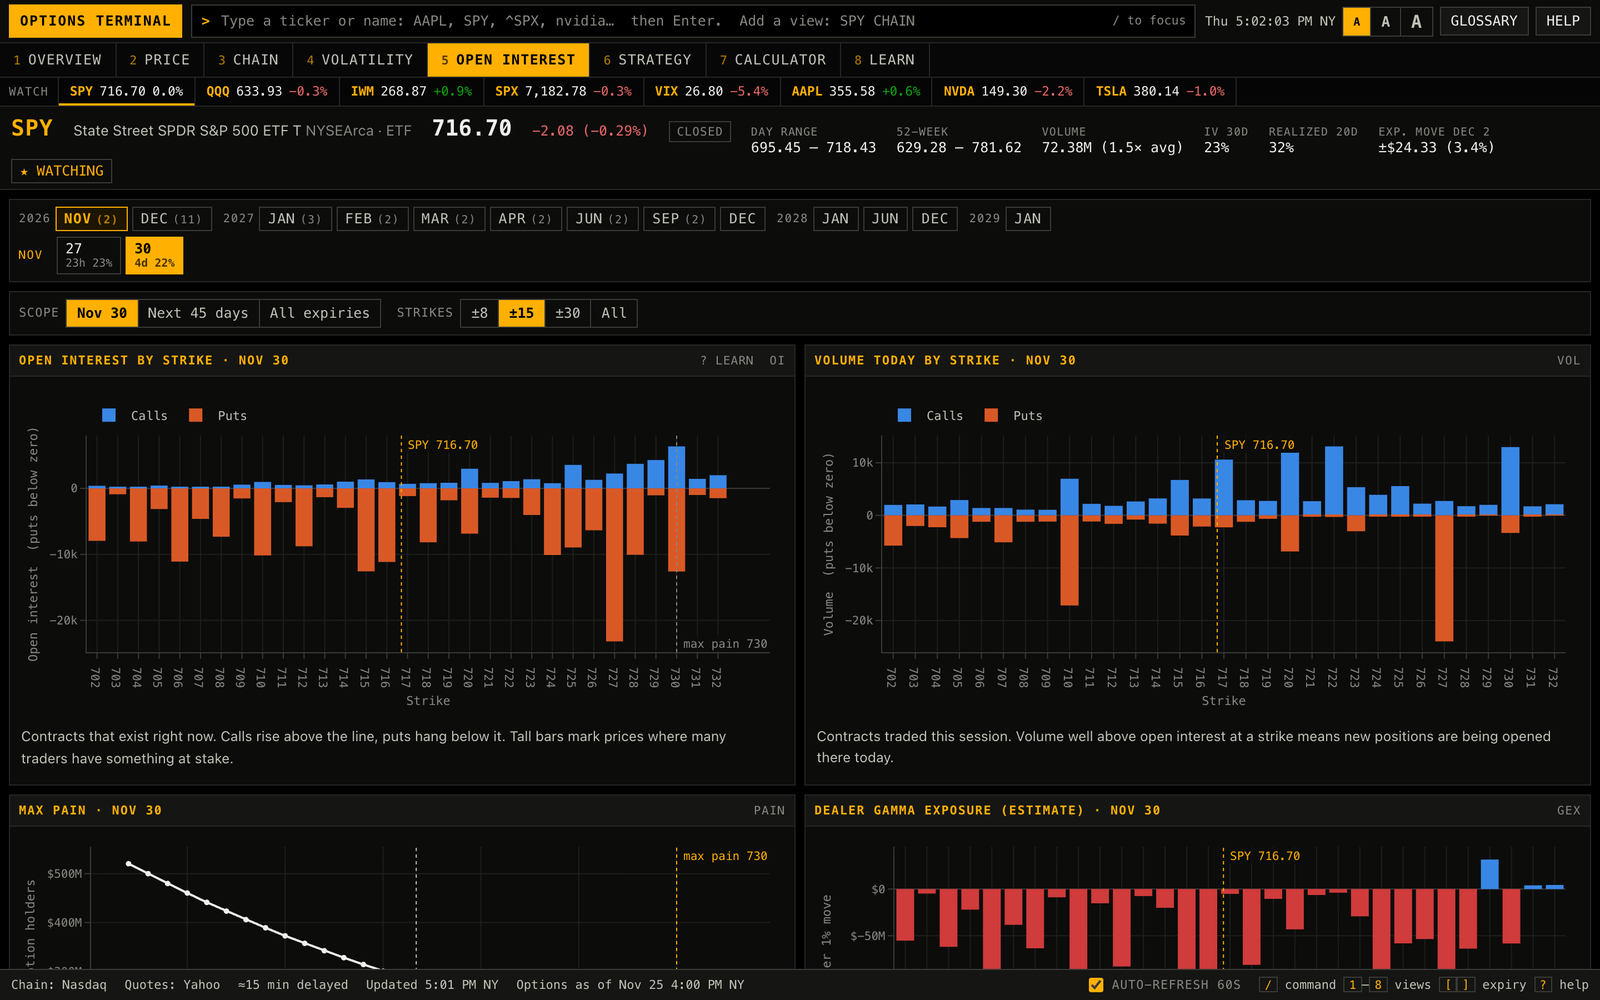 OPTIONS TERMINAL
> Type a ticker or name: AAPL, SPY, ^SPX, nvidia… then Enter. Add a view: SPY CHAIN
/ to focus
Thu 5:02:03 PM NY
A A A
GLOSSARY
HELP
1 OVERVIEW 2 PRICE 3 CHAIN 4 VOLATILITY 5 OPEN INTEREST 6 STRATEGY 7 CALCULATOR 8 LEARN
WATCH SPY 716.70 0.0% QQQ 633.93 −0.3% IWM 268.87 +0.9% SPX 7,182.78 −0.3% VIX 26.80 −5.4% AAPL 355.58 +0.6% NVDA 149.30 −2.2% TSLA 380.14 −1.0%
SPY State Street SPDR S&P 500 ETF T NYSEArca · ETF 716.70 −2.08 (−0.29%) CLOSED
DAY RANGE 52-WEEK VOLUME IV 30D REALIZED 20D EXP. MOVE DEC 2
695.45 – 718.43 629.28 – 781.62 72.38M (1.5× avg) 23% 32% ±$24.33 (3.4%)
★ WATCHING
2026 NOV (2) DEC (11) 2027 JAN (3) FEB (2) MAR (2) APR (2) JUN (2) SEP (2) DEC 2028 JAN JUN DEC 2029 JAN
NOV 27 30
23h 23% 4d 22%
SCOPE Nov 30 Next 45 days All expiries STRIKES ±8 ±15 ±30 All
OPEN INTEREST BY STRIKE · NOV 30
? LEARN OI
Calls Puts
SPY 716.70
Open interest (puts below zero)
0
−10k
−20k
max pain 730
702 703 704 705 706 707 708 709 710 711 712 713 714 715 716 717 718 719 720 721 722 723 724 725 726 727 728 729 730 731 732
Strike
Contracts that exist right now. Calls rise above the line, puts hang below it. Tall bars mark prices where many
traders have something at stake.
VOLUME TODAY BY STRIKE · NOV 30
VOL
Calls Puts
SPY 716.70
Volume (puts below zero)
10k
0
−10k
−20k
702 703 704 705 706 707 708 709 710 711 712 713 714 715 716 717 718 719 720 721 722 723 724 725 726 727 728 729 730 731 732
Strike
Contracts traded this session. Volume well above open interest at a strike means new positions are being opened
there today.
MAX PAIN · NOV 30
PAIN
max pain 730
$500M
$400M
tion holders
DEALER GAMMA EXPOSURE (ESTIMATE) · NOV 30
GEX
SPY 716.70
$0
$−50M
er 1% move
Chain: Nasdaq Quotes: Yahoo ≈15 min delayed Updated 5:01 PM NY Options as of Nov 25 4:00 PM NY
AUTO-REFRESH 60S / command 1–8 views [ ] expiry ? help